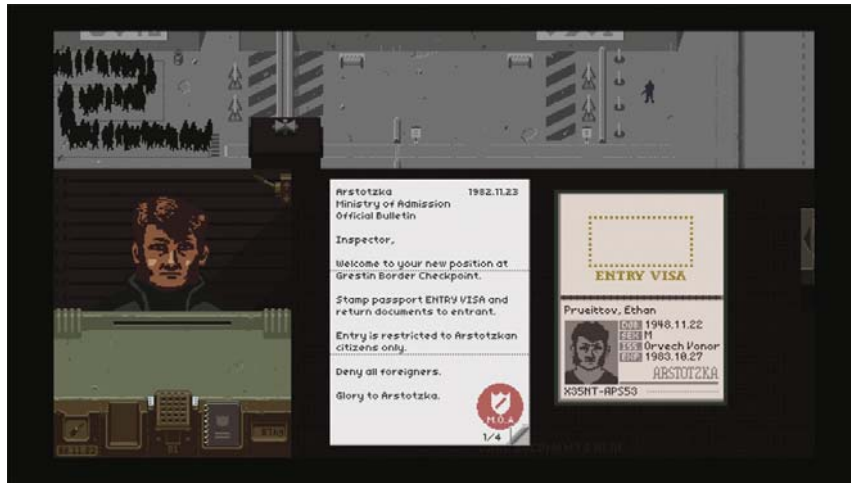 Arstotzka 1982.11.23
Ministry of Admission
Official Bulletin
Inspector,
Welcome to your new position at
Grestin Border Checkpoint.
Stamp passport ENTRY VISA and
return documents to entrant.
Entry is restricted to Arstotzkan
citizens only.
Deny all foreigners.
Glory to Arstotzka.
M.O.A
1/4
ENTRY VISA
Prueittov, Ethan
DOB 1948.11.22
SEX M
ISS Orvech Vonor
EXP 1983.10.27
ARSTOTZKA
X3SNT-APS53